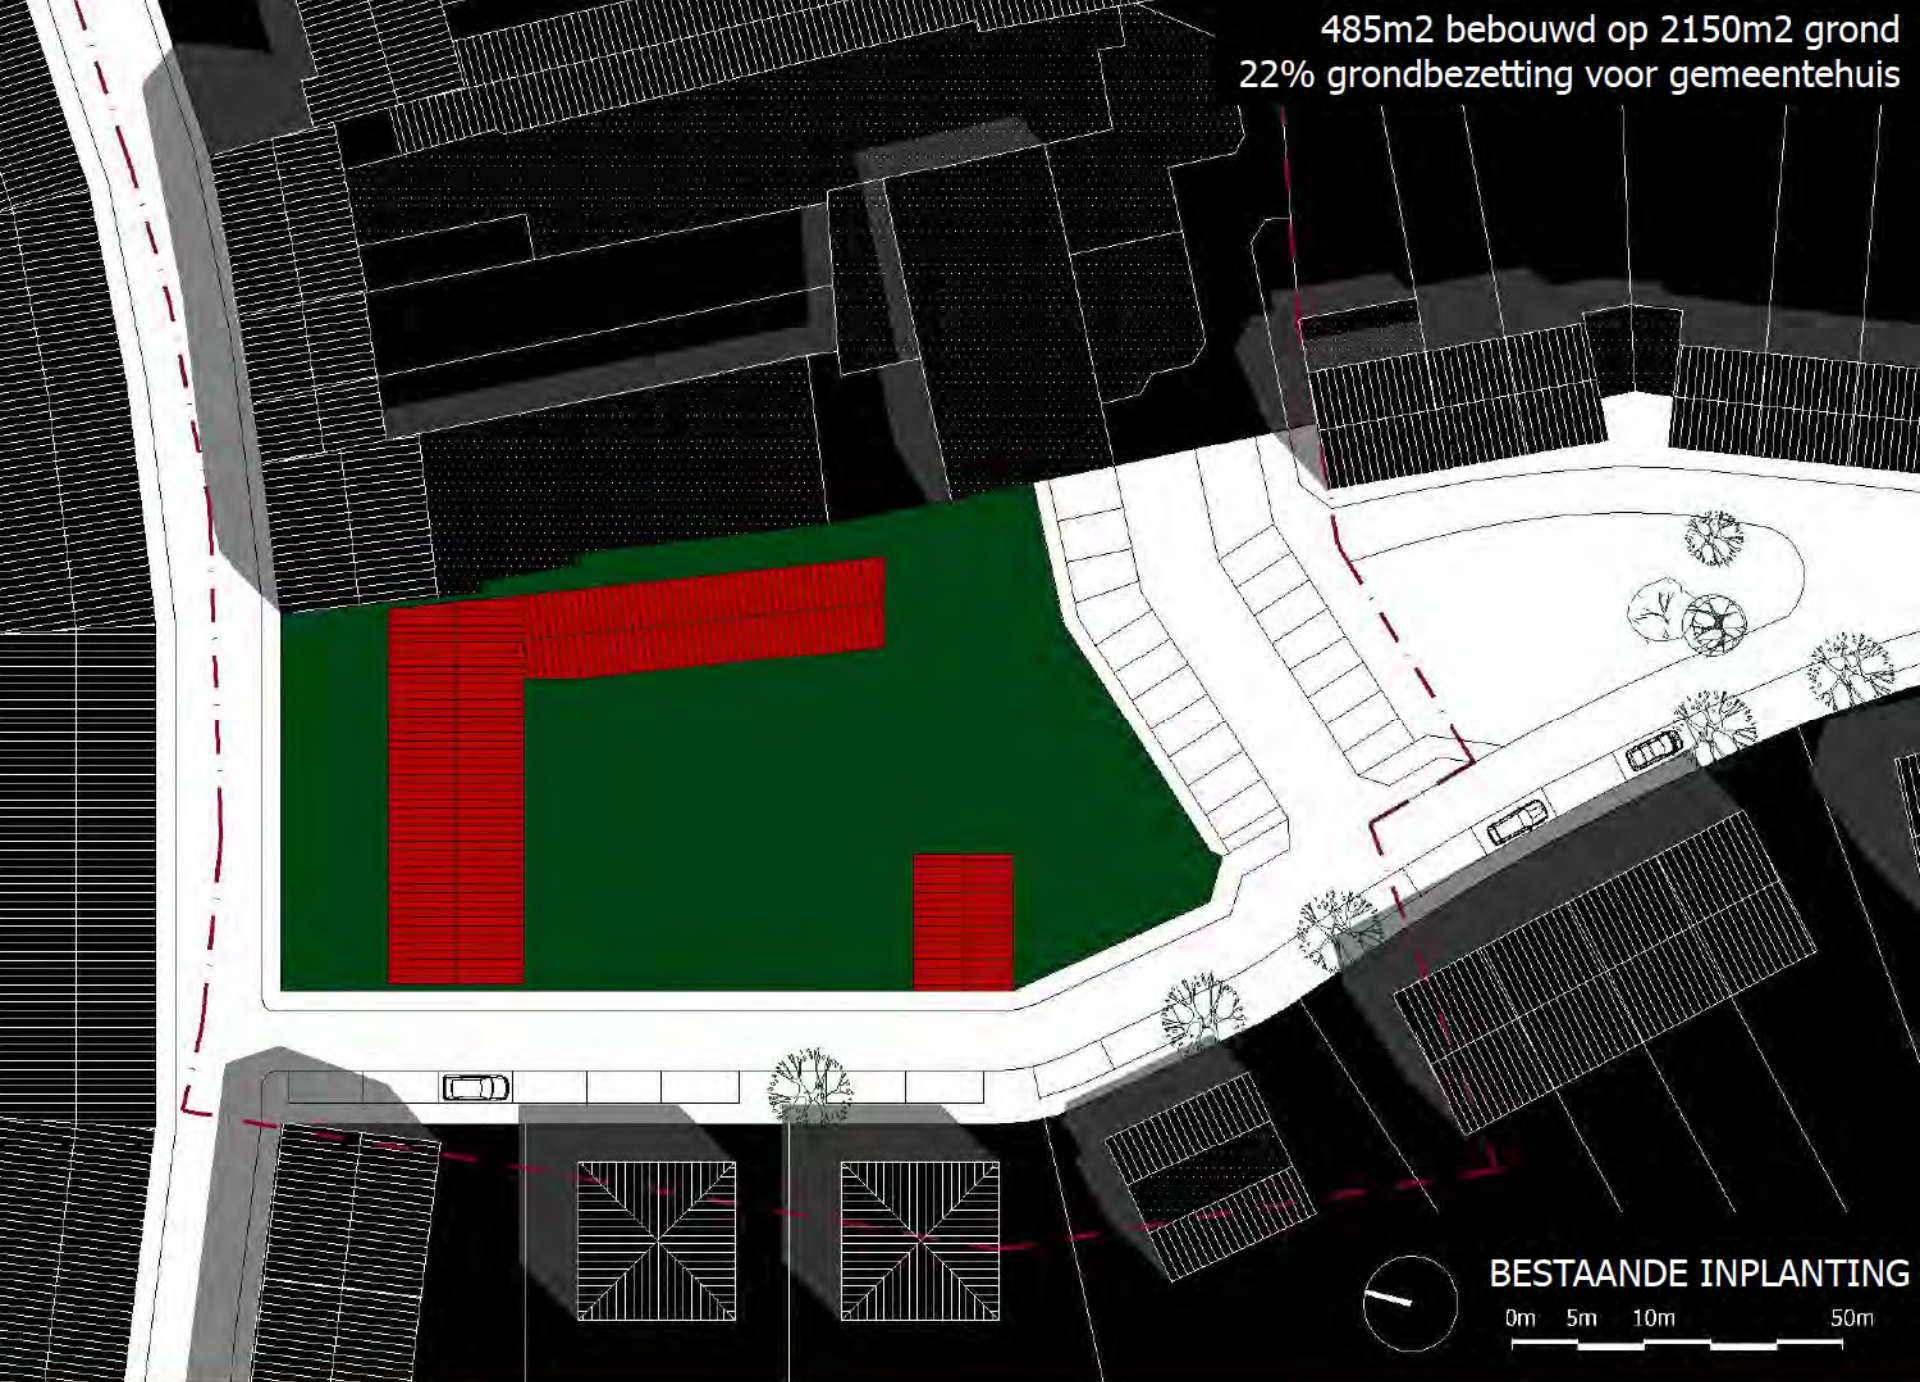 485m2 bebouwd op 2150m2 grond
22% grondbezetting voor gemeentehuis
BESTAANDE INPLANTING
0m 5m 10m 50m